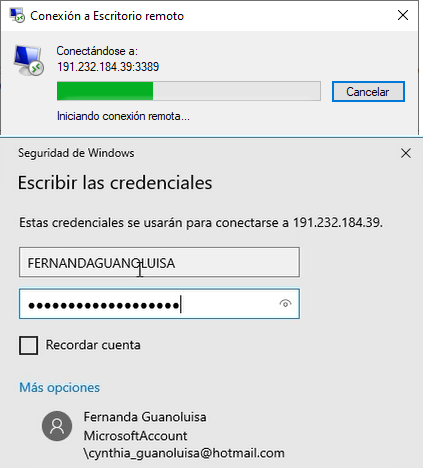 Conexión a Escritorio remoto
Conectándose a:
191.232.184.39:3389
Cancelar
Iniciando conexión remota...
Seguridad de Windows
Escribir las credenciales
Estas credenciales se usarán para conectarse a 191.232.184.39.
FERNANDAGUANOLUISA
●●●●●●●●●●●●●●●●●●●
Recordar cuenta
Más opciones
Fernanda Guanoluisa
MicrosoftAccount
\cynthia_guanoluisa@hotmail.com